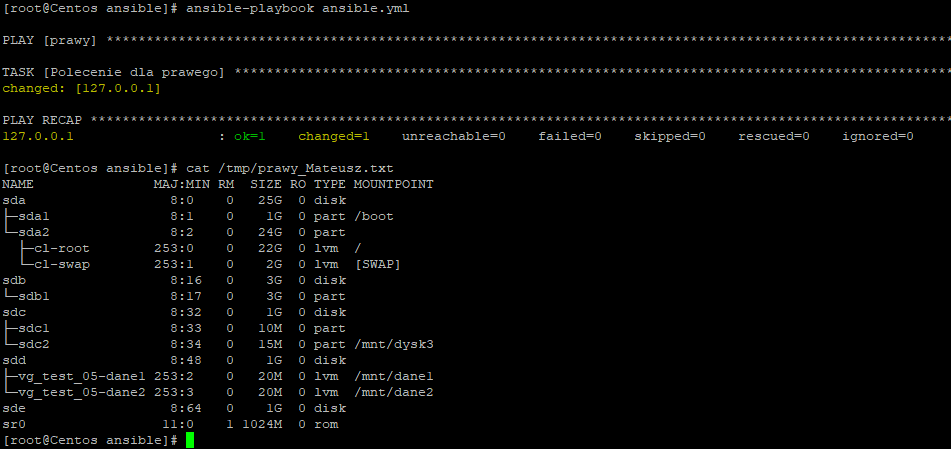 [root@Centos ansible]# ansible-playbook ansible.yml
PLAY [prawy] ****************************************************************************************************
TASK [Polecenie dla prawego] ************************************************************************************
changed: [127.0.0.1]
PLAY RECAP ******************************************************************************************************
127.0.0.1                  : ok=1    changed=1    unreachable=0    failed=0    skipped=0    rescued=0    ignored=0
[root@Centos ansible]# cat /tmp/prawy_Mateusz.txt
NAME               MAJ:MIN RM  SIZE RO TYPE MOUNTPOINT
sda                  8:0    0   25G  0 disk
├─sda1               8:1    0    1G  0 part /boot
└─sda2               8:2    0   24G  0 part
  ├─cl-root        253:0    0   22G  0 lvm  /
  └─cl-swap        253:1    0    2G  0 lvm  [SWAP]
sdb                  8:16   0    3G  0 disk
└─sdb1               8:17   0    3G  0 part
sdc                  8:32   0    1G  0 disk
├─sdc1               8:33   0   10M  0 part
└─sdc2               8:34   0   15M  0 part /mnt/dysk3
sdd                  8:48   0    1G  0 disk
├─vg_test_05-dane1 253:2    0   20M  0 lvm  /mnt/dane1
└─vg_test_05-dane2 253:3    0   20M  0 lvm  /mnt/dane2
sde                  8:64   0    1G  0 disk
sr0                 11:0    1 1024M  0 rom
[root@Centos ansible]#